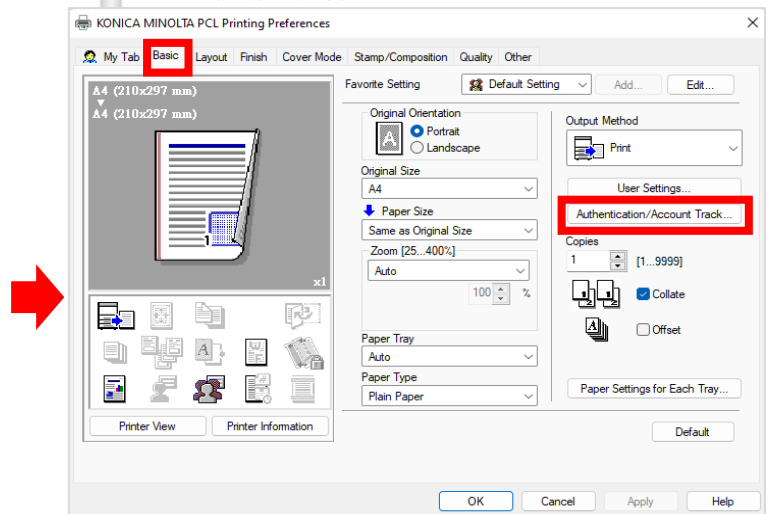 KONICA MINOLTA PCL Printing Preferences
My Tab Basic Layout Finish Cover Mode Stamp/Composition Quality Other
A4 (210x297 mm)
A4 (210x297 mm)
1
x1
Printer View Printer Information
Favorite Setting Default Setting Add... Edit...
Original Orientation
A
Portrait
Landscape
Original Size
A4
Paper Size
Same as Original Size
Zoom [25...400%]
Auto
100 %
Paper Tray
Auto
Paper Type
Plain Paper
Output Method
Print
User Settings...
Authentication/Account Track...
Copies
1 [1...9999]
Collate
Offset
Paper Settings for Each Tray...
Default
OK Cancel Apply Help